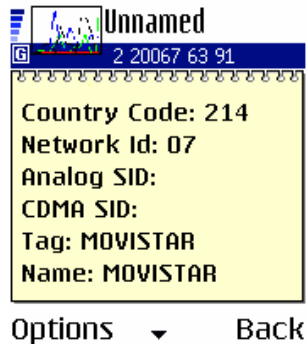 Unnamed
G 2 20067 63 91
Country Code: 214
Network Id: 07
Analog SID:
CDMA SID:
Tag: MOVISTAR
Name: MOVISTAR
Options Back